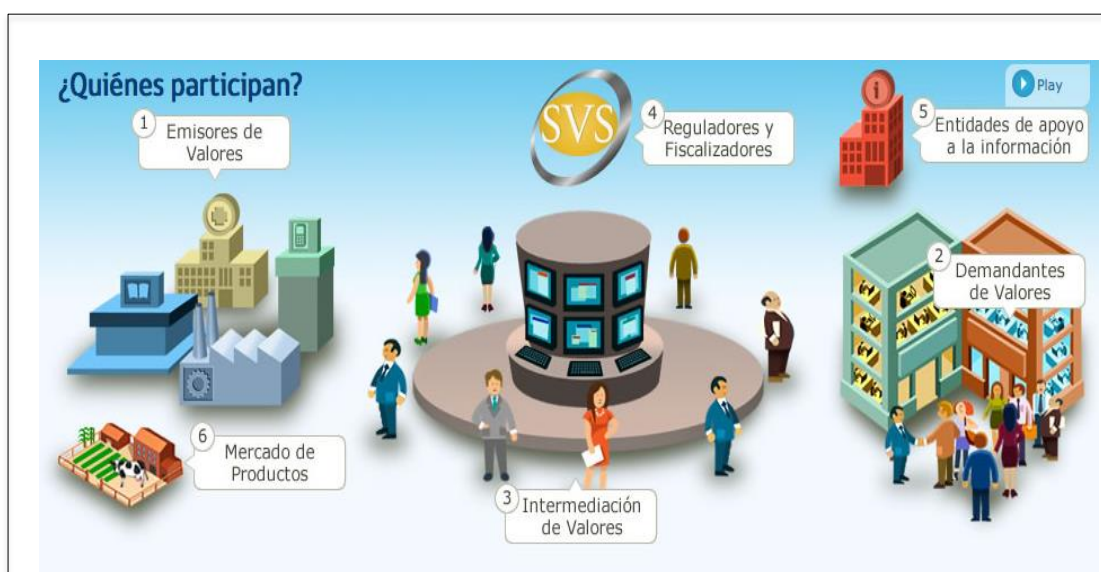 ¿Quiénes participan?
Play
1
Emisores de
Valores
SVS
4
Reguladores y
Fiscalizadores
i
5
Entidades de apoyo
a la información
2
Demandantes
de Valores
6
Mercado de
Productos
3
Intermediación
de Valores